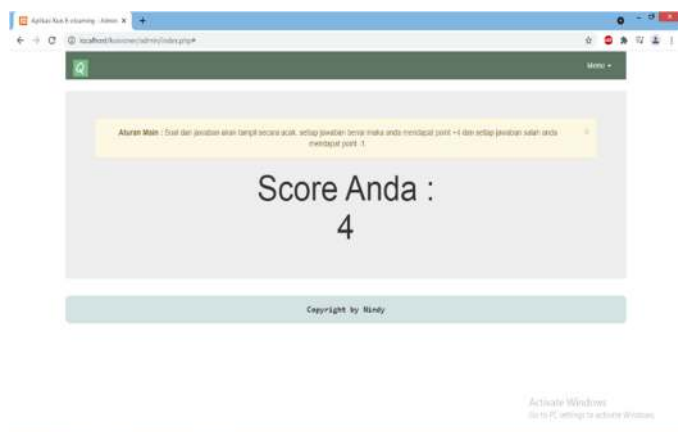 Aplikasi Kuis E-elearning - Admin
localhost/kuisioner/admin/index.php#
Q
Menu
Aturan Main : Soal dan jawaban akan tampil secara acak, setiap jawaban benar maka anda mendapat point +4 dan setiap jawaban salah anda
mendapat point -1.
Score Anda :
4
Copyright by Nindy
Activate Windows
Go to PC settings to activate Windows.